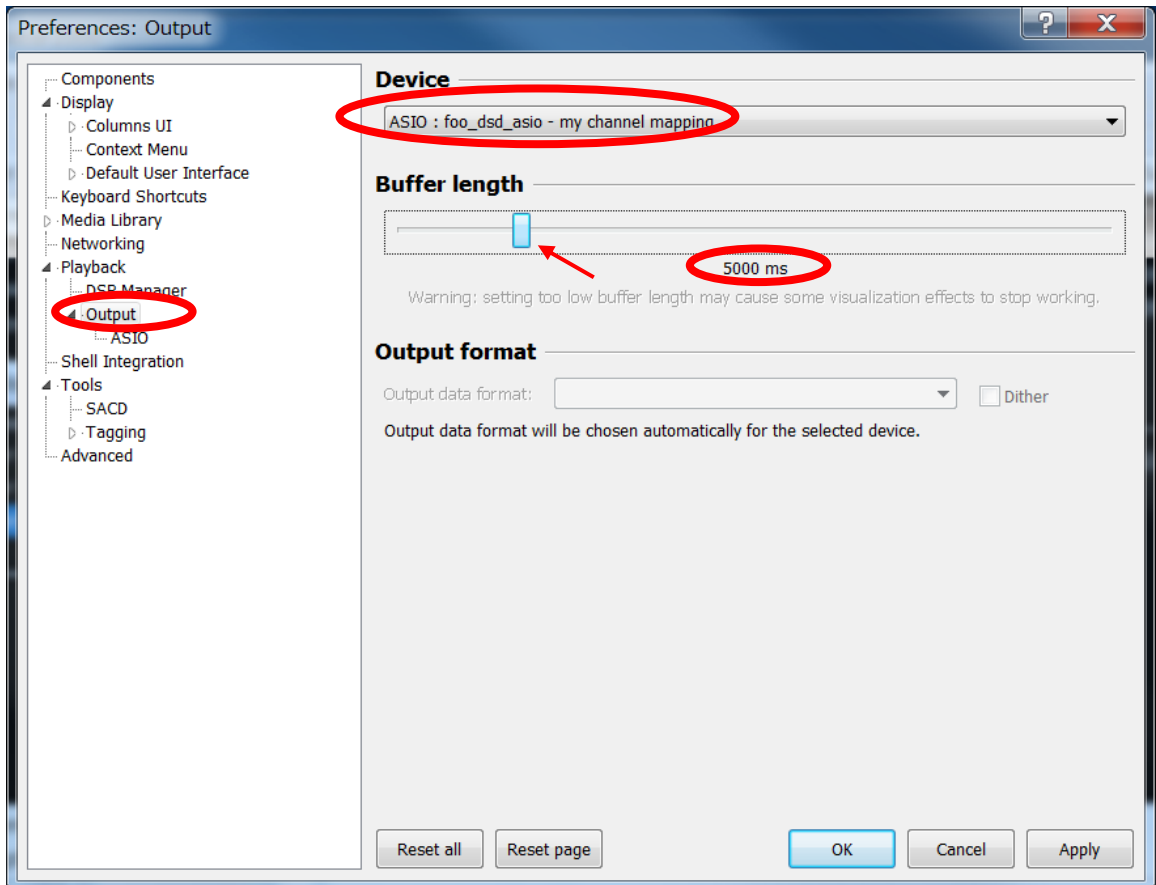 Preferences: Output
?
X
Components
Display
Columns UI
Context Menu
Default User Interface
Keyboard Shortcuts
Media Library
Networking
Playback
DSP Manager
Output
ASIO
Shell Integration
Tools
SACD
Tagging
Advanced
Device
ASIO : foo_dsd_asio - my channel mapping
Buffer length
5000 ms
Warning: setting too low buffer length may cause some visualization effects to stop working.
Output format
Output data format:
Dither
Output data format will be chosen automatically for the selected device.
Reset all
Reset page
OK
Cancel
Apply